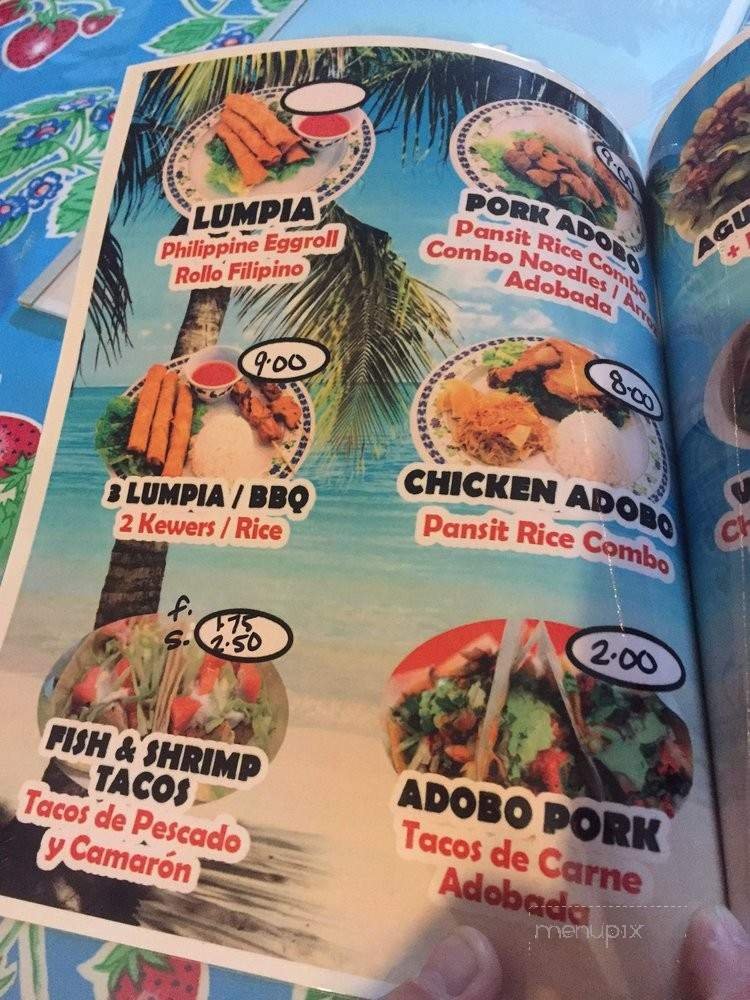 LUMPIA
Philippine Eggroll
Rollo Filipino
9.00
PORK ADOBO
Pansit Rice Combo
Combo Noodles / Arro
Adobada
9.00
3 LUMPIA / BBQ
2 Kewers / Rice
8.00
CHICKEN ADOBO
Pansit Rice Combo
f. 1.75
s. 2.50
FISH & SHRIMP
TACOS
Tacos de Pescado
y Camarón
2.00
ADOBO PORK
Tacos de Carne
Adobada
AGU
+
menupix